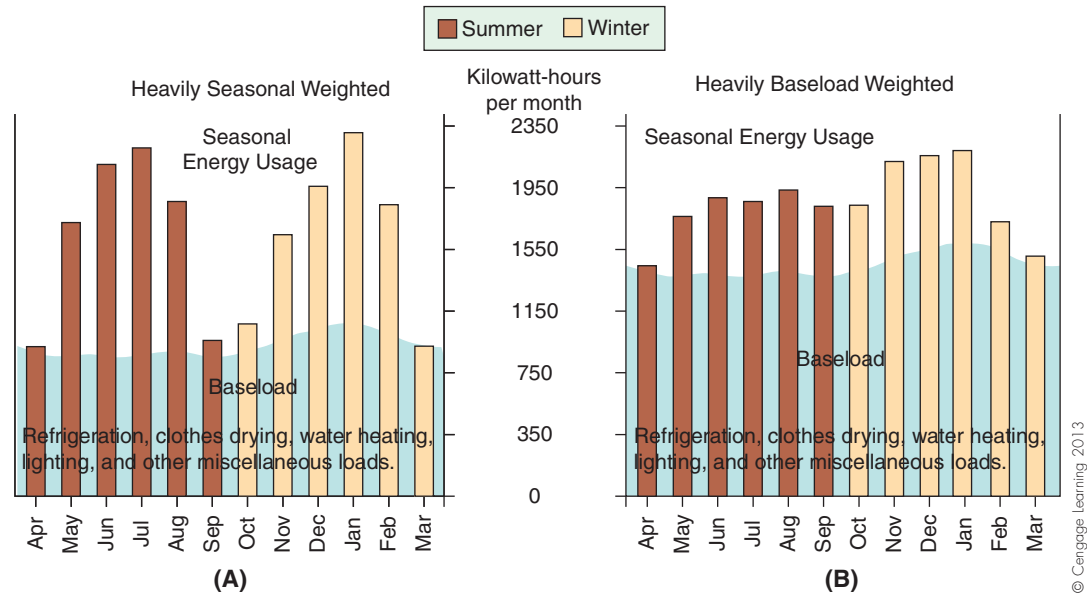 Summer Winter
Heavily Seasonal Weighted
Kilowatt-hours
per month
Heavily Baseload Weighted
Seasonal
Energy Usage
Seasonal Energy Usage
2350
1950
1550
1150
750
350
0
Baseload
Refrigeration, clothes drying, water heating,
lighting, and other miscellaneous loads.
Apr May Jun Jul Aug Sep Oct Nov Dec Jan Feb Mar
(A)
Baseload
Refrigeration, clothes drying, water heating,
lighting, and other miscellaneous loads.
Apr May Jun Jul Aug Sep Oct Nov Dec Jan Feb Mar
(B)
© Cengage Learning 2013